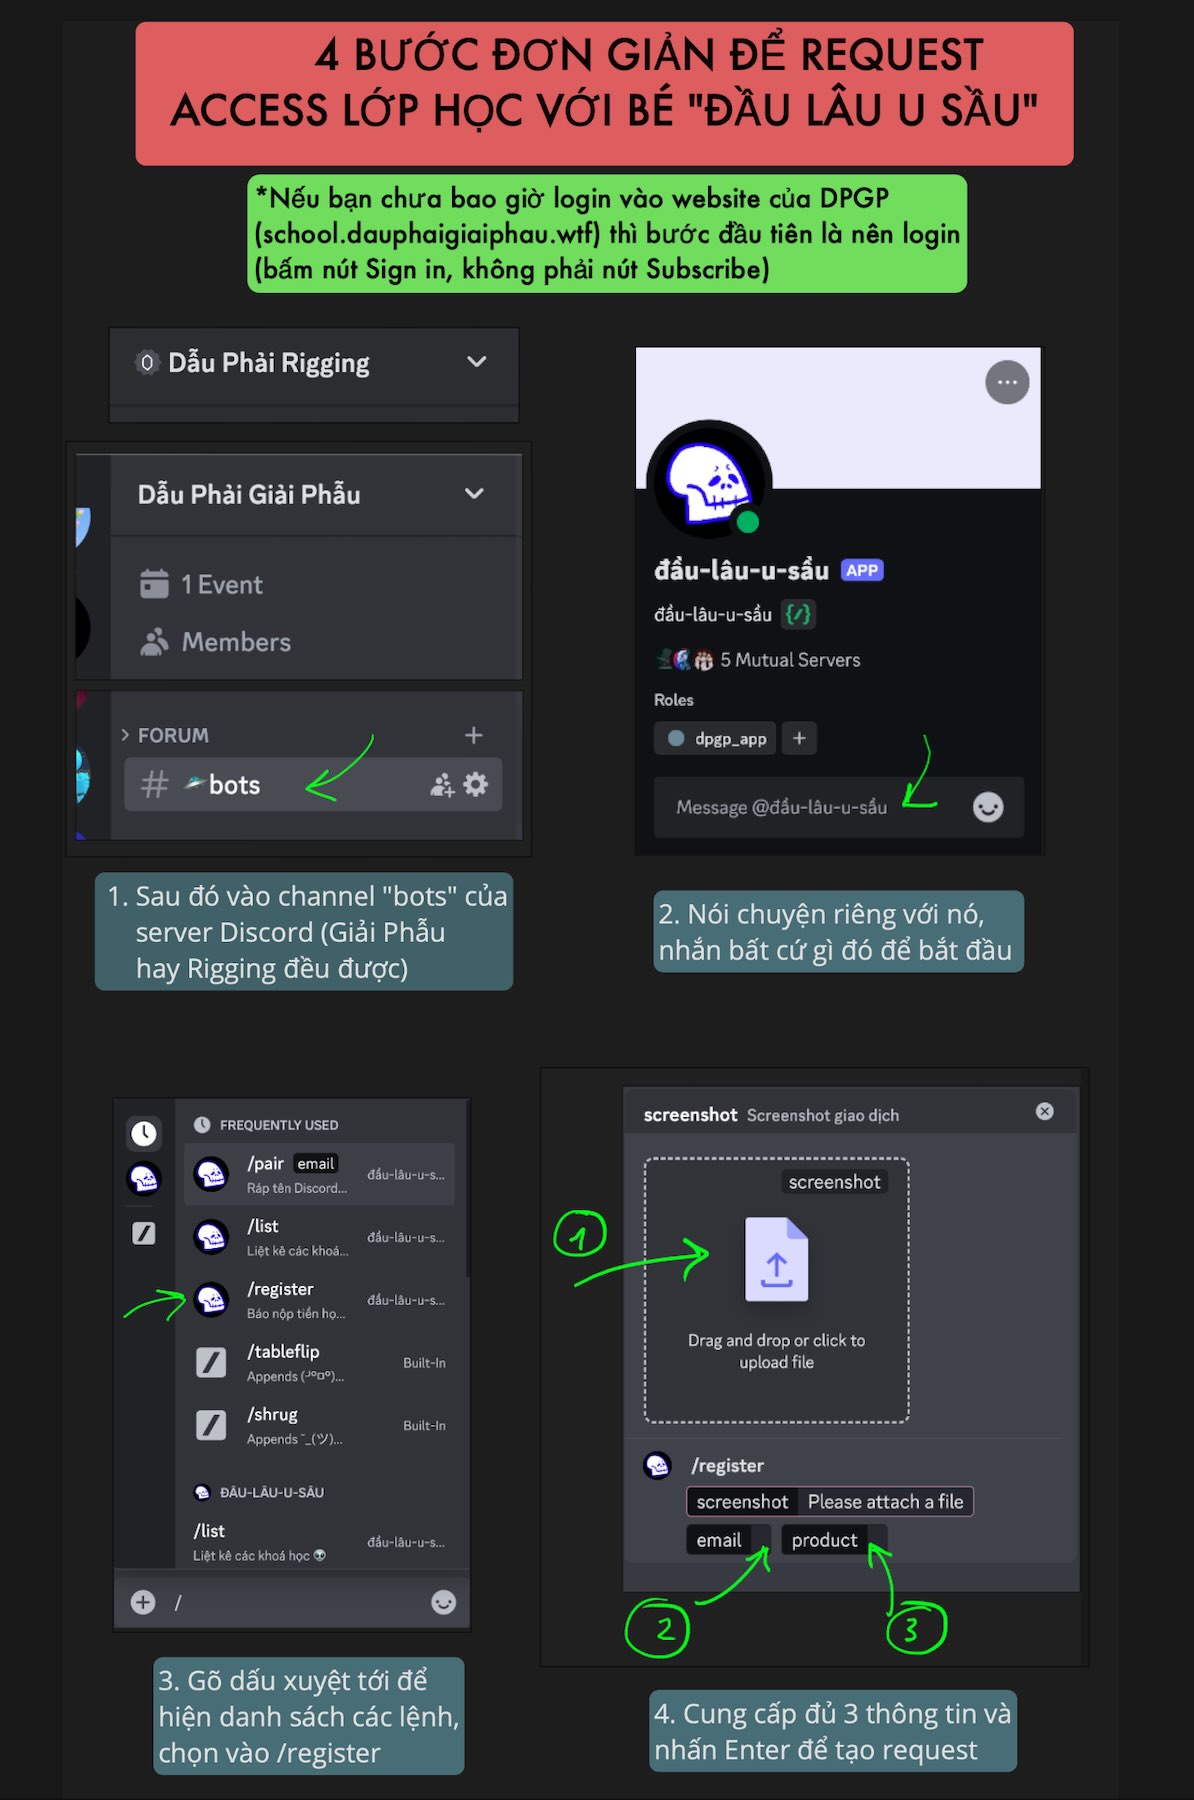 4 BƯỚC ĐƠN GIẢN ĐỂ REQUEST
ACCESS LỚP HỌC VỚI BÉ "ĐẦU LÂU U SẦU"
*Nếu bạn chưa bao giờ login vào website của DPGP
(school.dauphaigiaiphau.wtf) thì bước đầu tiên là nên login
(bấm nút Sign in, không phải nút Subscribe)
Dẫu Phải Rigging
Dẫu Phải Giải Phẫu
1 Event
Members
FORUM
bots
1. Sau đó vào channel "bots" của
server Discord (Giải Phẫu
hay Rigging đều được)
đầu-lâu-u-sầu APP
đầu-lâu-u-sầu
5 Mutual Servers
Roles
dpgp_app +
Message @đầu-lâu-u-sầu
2. Nói chuyện riêng với nó,
nhắn bất cứ gì đó để bắt đầu
FREQUENTLY USED
/pair email đầu-lâu-u-s...
Ráp tên Discord...
/list đầu-lâu-u-s...
Liệt kê các khoá...
/register đầu-lâu-u-s...
Báo nộp tiền họ...
/tableflip Built-In
Appends (╯°□°)...
/shrug Built-In
Appends ¯\_(ツ)...
ĐẦU-LÂU-U-SẦU
/list đầu-lâu-u-s...
Liệt kê các khoá học 👽
/
3. Gõ dấu xuyệt tới để
hiện danh sách các lệnh,
chọn vào /register
screenshot Screenshot giao dịch
screenshot
1
Drag and drop or click to
upload file
/register
screenshot Please attach a file
email product
2 3
4. Cung cấp đủ 3 thông tin và
nhấn Enter để tạo request